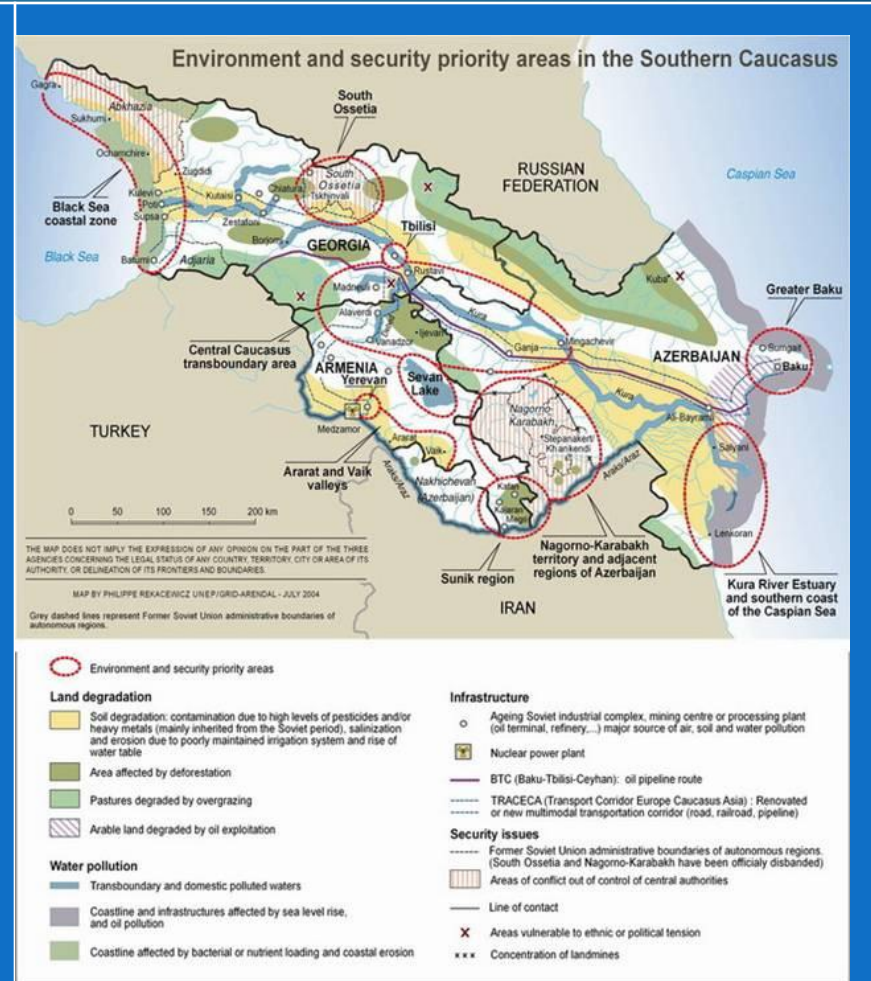 Environment and security priority areas in the Southern Caucasus
Gagra
Abkhazia
Sukhumi
Ochamchire
Zugdidi
South
Ossetia
RUSSIAN
FEDERATION
Caspian Sea
Kulevi
Poti
Supsa
Kutaisi
Chiatura
Zestafoni
South
Ossetia
Tskhinvali
Black Sea
coastal zone
Black Sea
Batumi
Adjaria
Borjomi
GEORGIA
Tbilisi
Rustavi
Kuba
Greater Baku
Madneuli
Alaverdi
Debed
Ijevan
Vanadzor
Kura
Ganja
Mingachevir
AZERBAIJAN
Sumgait
Baku
Central Caucasus
transboundary area
ARMENIA
Yerevan
Sevan
Lake
Kura
Ali-Bayramli
Nagorno-
Karabakh
Stepanakert/
Khankendi
Salyani
TURKEY
Medzamor
Ararat
Vaik
Araks/Araz
Ararat and Vaik
valleys
Nakhichevan
(Azerbaijan)
Kafan
Kajaran
Megri
Araks/Araz
Lenkoran
0 50 100 150 200 km
Sunik region
Nagorno-Karabakh
territory and adjacent
regions of Azerbaijan
Kura River Estuary
and southern coast
of the Caspian Sea
IRAN
THE MAP DOES NOT IMPLY THE EXPRESSION OF ANY OPINION ON THE PART OF THE THREE
AGENCIES CONCERNING THE LEGAL STATUS OF ANY COUNTRY, TERRITORY, CITY OR AREA OF ITS
AUTHORITY, OR DELINEATION OF ITS FRONTIERS AND BOUNDARIES.
MAP BY PHILIPPE REKACEWICZ UNEP/GRID-ARENDAL - JULY 2004
Grey dashed lines represent Former Soviet Union administrative boundaries of
autonomous regions.
Environment and security priority areas
Land degradation
Soil degradation: contamination due to high levels of pesticides and/or
heavy metals (mainly inherited from the Soviet period), salinization
and erosion due to poorly maintained irrigation system and rise of
water table
Area affected by deforestation
Pastures degraded by overgrazing
Arable land degraded by oil exploitation
Water pollution
Transboundary and domestic polluted waters
Coastline and infrastructures affected by sea level rise,
and oil pollution
Coastline affected by bacterial or nutrient loading and coastal erosion
Infrastructure
Ageing Soviet industrial complex, mining centre or processing plant
(oil terminal, refinery,...) major source of air, soil and water pollution
Nuclear power plant
BTC (Baku-Tbilisi-Ceyhan): oil pipeline route
TRACECA (Transport Corridor Europe Caucasus Asia) : Renovated
or new multimodal transportation corridor (road, railroad, pipeline)
Security issues
Former Soviet Union administrative boundaries of autonomous regions.
(South Ossetia and Nagorno-Karabakh have been officialy disbanded)
Areas of conflict out of control of central authorities
Line of contact
Areas vulnerable to ethnic or political tension
Concentration of landmines